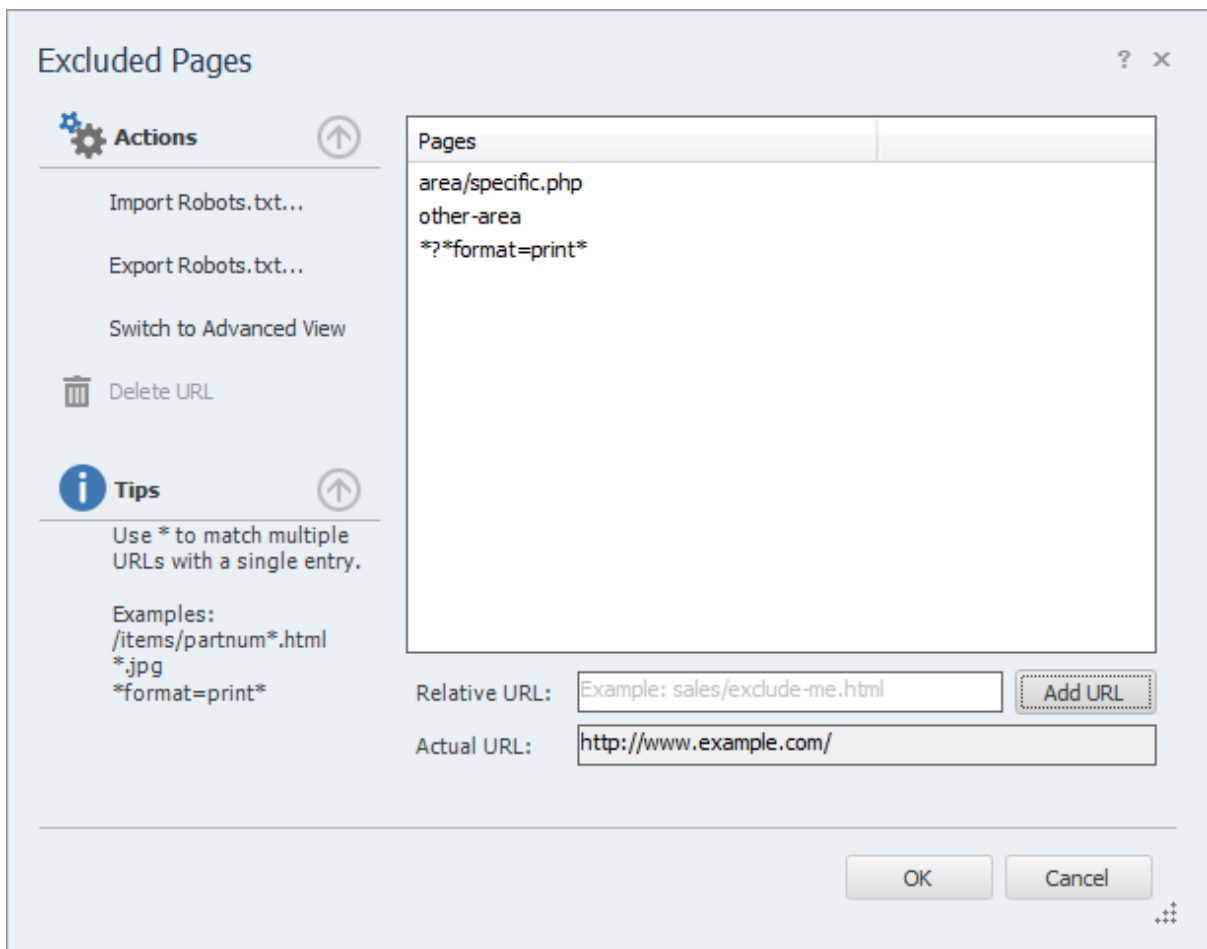 Excluded Pages
? ×
Actions
Import Robots.txt...
Export Robots.txt...
Switch to Advanced View
Delete URL
Tips
Use * to match multiple
URLs with a single entry.
Examples:
/items/partnum*.html
*.jpg
*format=print*
Pages
area/specific.php
other-area
*?*format=print*
Relative URL:
Example: sales/exclude-me.html
Add URL
Actual URL:
http://www.example.com/
OK
Cancel